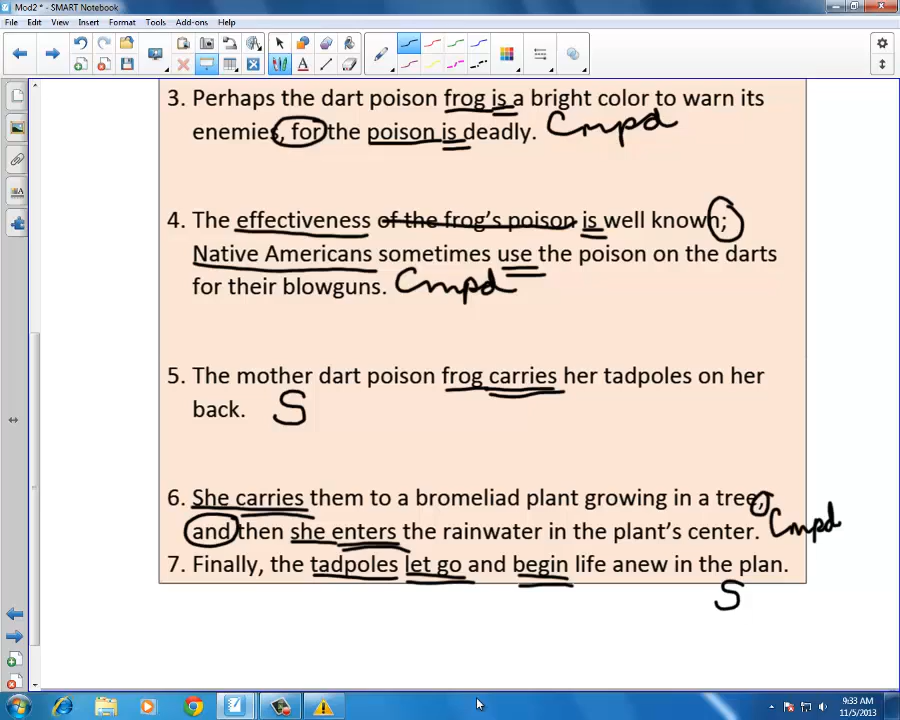 Mod2 * - SMART Notebook
File Edit View Insert Format Tools Add-ons Help
3. Perhaps the dart poison frog is a bright color to warn its
enemies, for the poison is deadly. Cmpd
4. The effectiveness of the frog's poison is well known;
Native Americans sometimes use the poison on the darts
for their blowguns. Cmpd
5. The mother dart poison frog carries her tadpoles on her
back. S
6. She carries them to a bromeliad plant growing in a tree,
and then she enters the rainwater in the plant's center. Cmpd
7. Finally, the tadpoles let go and begin life anew in the plan.
S
9:33 AM
11/5/2013